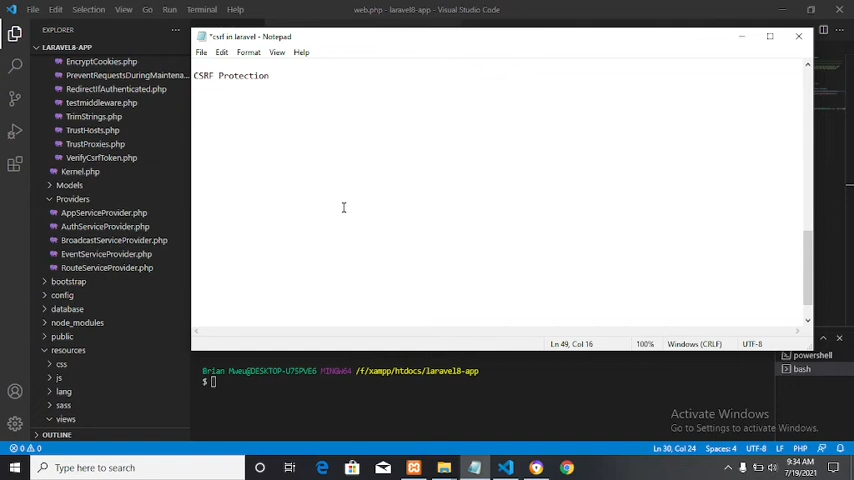 File Edit Selection View Go Run Terminal Help
web.php - laravel8-app - Visual Studio Code
EXPLORER
LARAVEL8-APP
EncryptCookies.php
PreventRequestsDuringMaintena...
RedirectIfAuthenticated.php
testmiddleware.php
TrimStrings.php
TrustHosts.php
TrustProxies.php
VerifyCsrfToken.php
Kernel.php
Models
Providers
AppServiceProvider.php
AuthServiceProvider.php
BroadcastServiceProvider.php
EventServiceProvider.php
RouteServiceProvider.php
bootstrap
config
database
node_modules
public
resources
css
js
lang
sass
views
OUTLINE
*csrf in laravel - Notepad
File Edit Format View Help
CSRF Protection
Ln 49, Col 16 100% Windows (CRLF) UTF-8
Brian Mweu@DESKTOP-U75PVE6 MINGW64 /f/xampp/htdocs/laravel8-app
$
powershell
bash
Activate Windows
Go to Settings to activate Windows.
0 0 Ln 30, Col 24 Spaces: 4 UTF-8 LF PHP
Type here to search
9:34 AM
7/19/2021